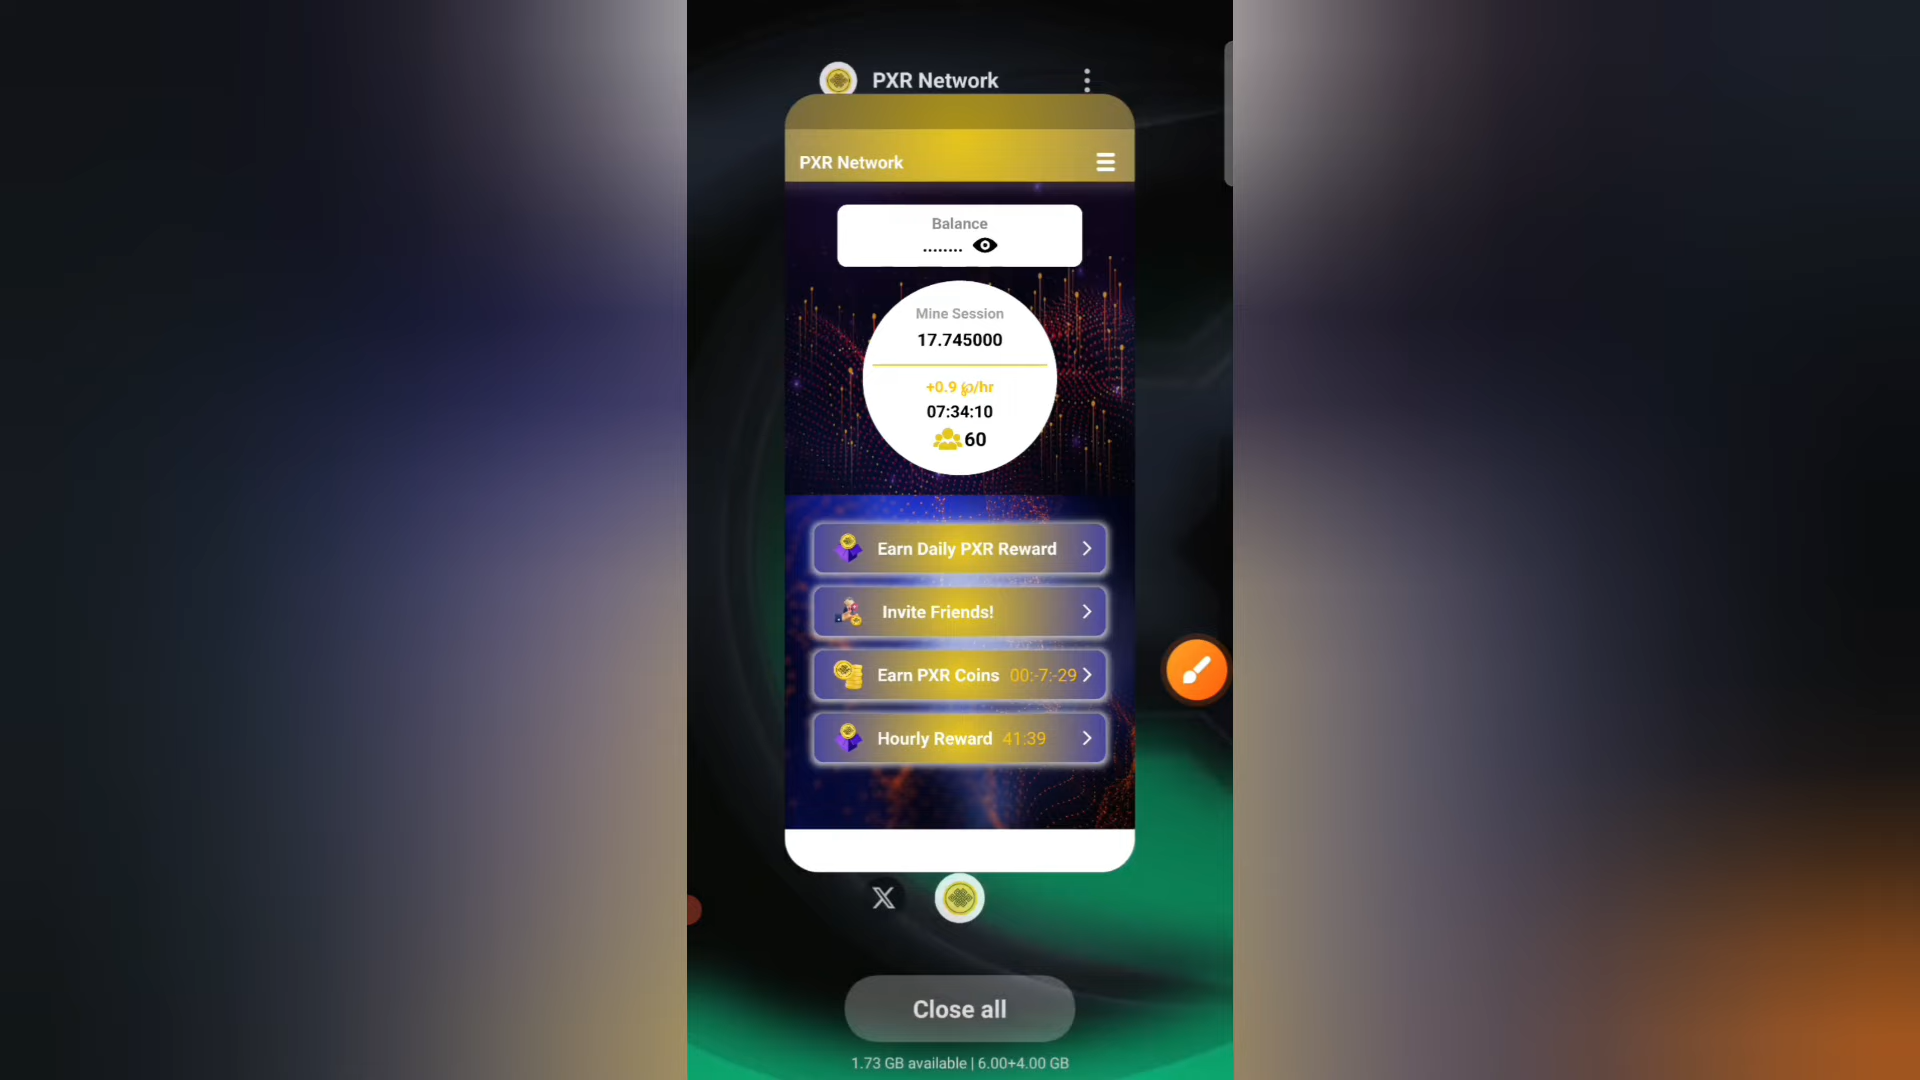 PXR Network
PXR Network
Balance
........
Mine Session
17.745000
+0.9 ℘/hr
07:34:10
60
Earn Daily PXR Reward
Invite Friends!
Earn PXR Coins 00:-7:-29
Hourly Reward 41:39
X
Close all
1.73 GB available | 6.00+4.00 GB